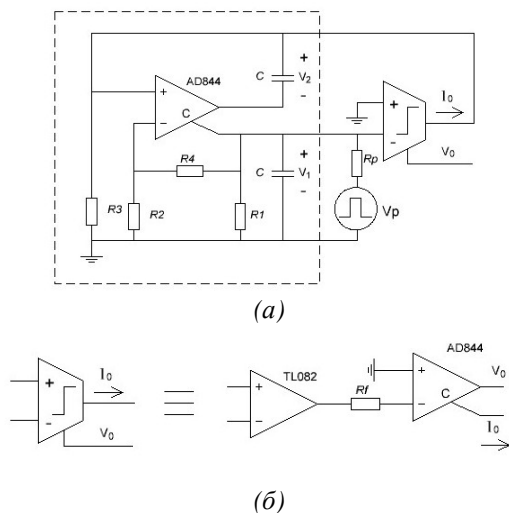 AD844
+
-
C
C
+
V2
-
+
-
I0
V0
C
+
V1
-
R4
Rp
R3
R2
R1
Vp
(а)
+
-
I0
V0
TL082
+
-
Rf
AD844
+
-
C
V0
I0
(б)